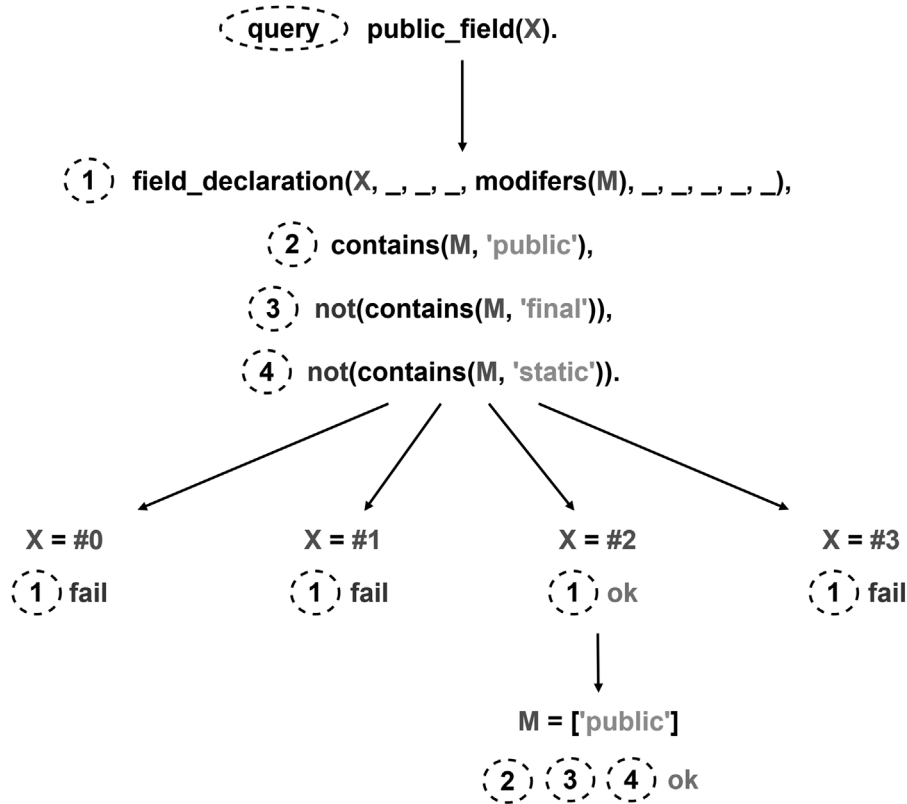 query public_field(X).
1 field_declaration(X, _, _, _, modifers(M), _, _, _, _, _),
2 contains(M, 'public'),
3 not(contains(M, 'final')),
4 not(contains(M, 'static')).
X = #0 X = #1 X = #2 X = #3
1 fail 1 fail 1 ok 1 fail
M = ['public']
2 3 4 ok